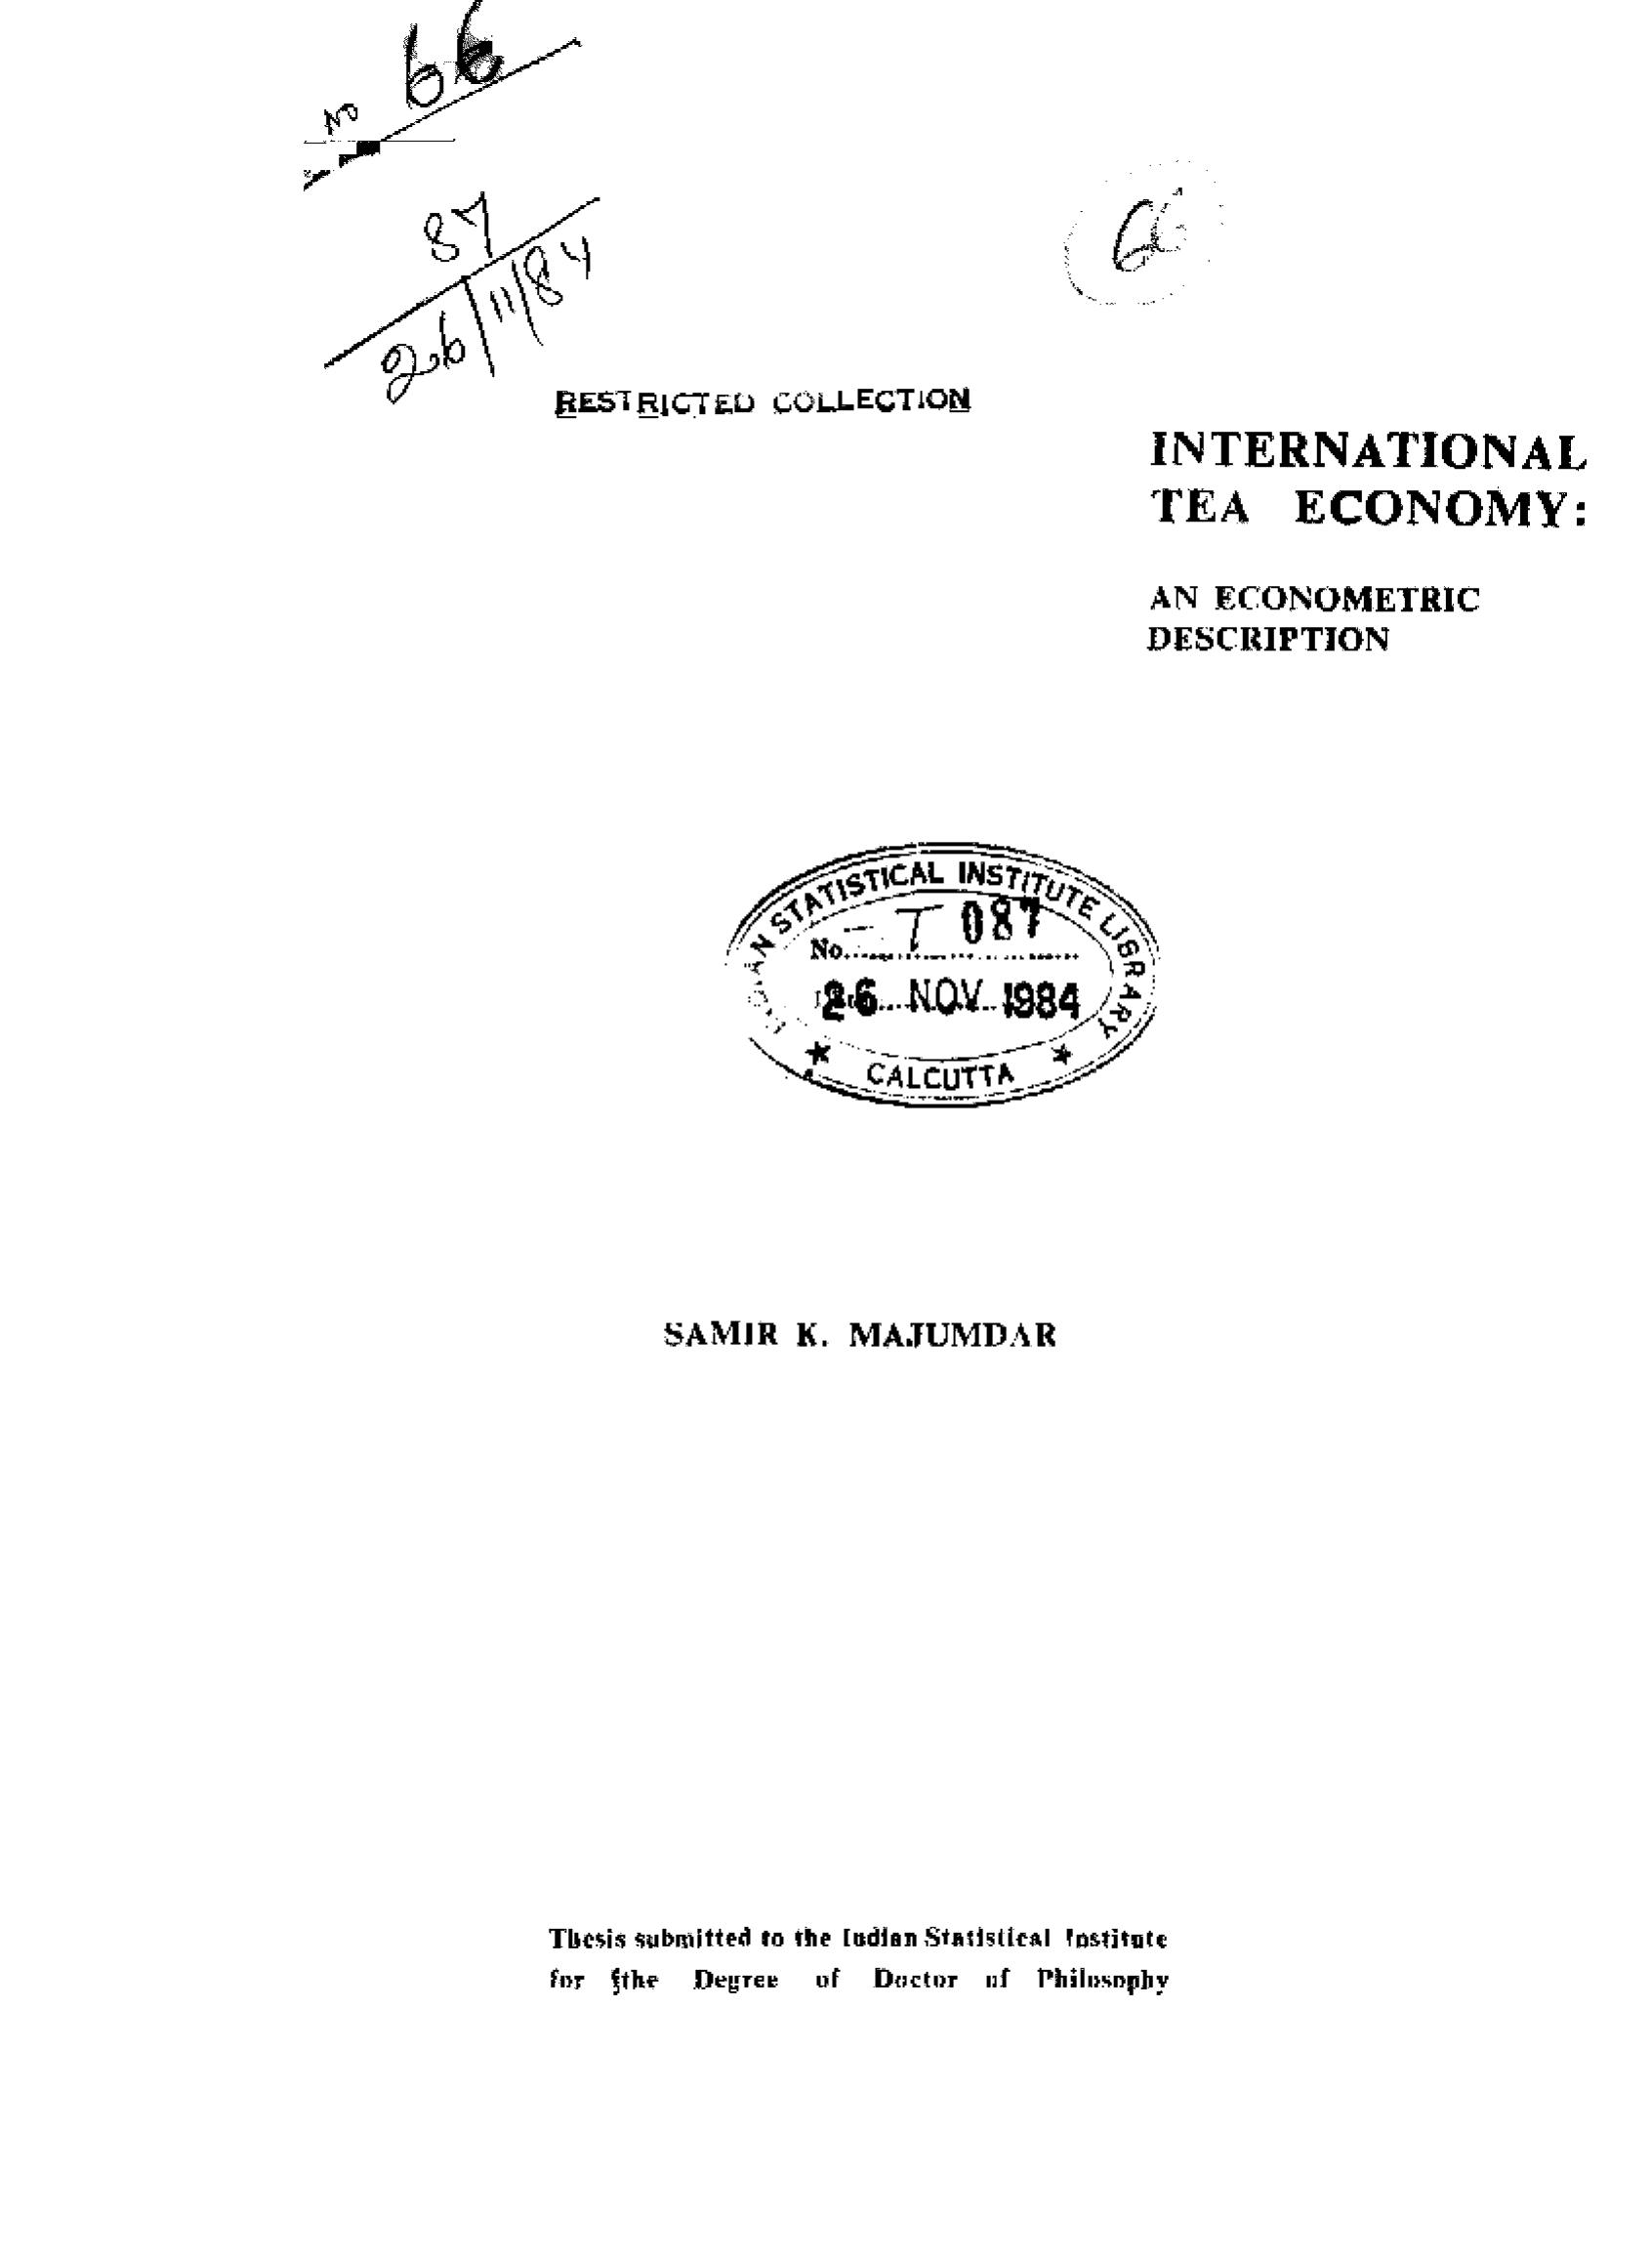 66
87
26/11/84
66
RESTRICTED COLLECTION
INTERNATIONAL
TEA ECONOMY:
AN ECONOMETRIC
DESCRIPTION
INDIAN STATISTICAL INSTITUTE LIBRARY
No. T 087
26 NOV 1984
★ CALCUTTA ★
SAMIR K. MAJUMDAR
Thesis submitted to the Indian Statistical Institute
for the Degree of Doctor of Philosophy